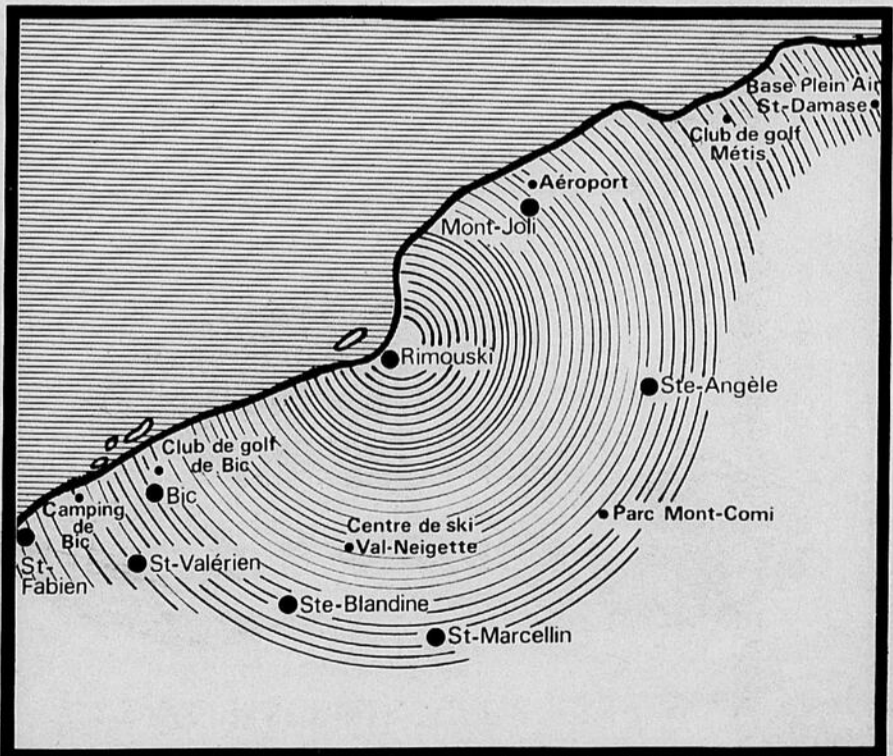 Base Plein Air
St-Damase
Club de golf
Métis
Aéroport
Mont-Joli
Rimouski
Ste-Angèle
Club de golf
de Bic
Bic
Camping
de
Bic
Parc Mont-Comi
Centre de ski
Val-Neigette
St-
Fabien
St-Valérien
Ste-Blandine
St-Marcellin